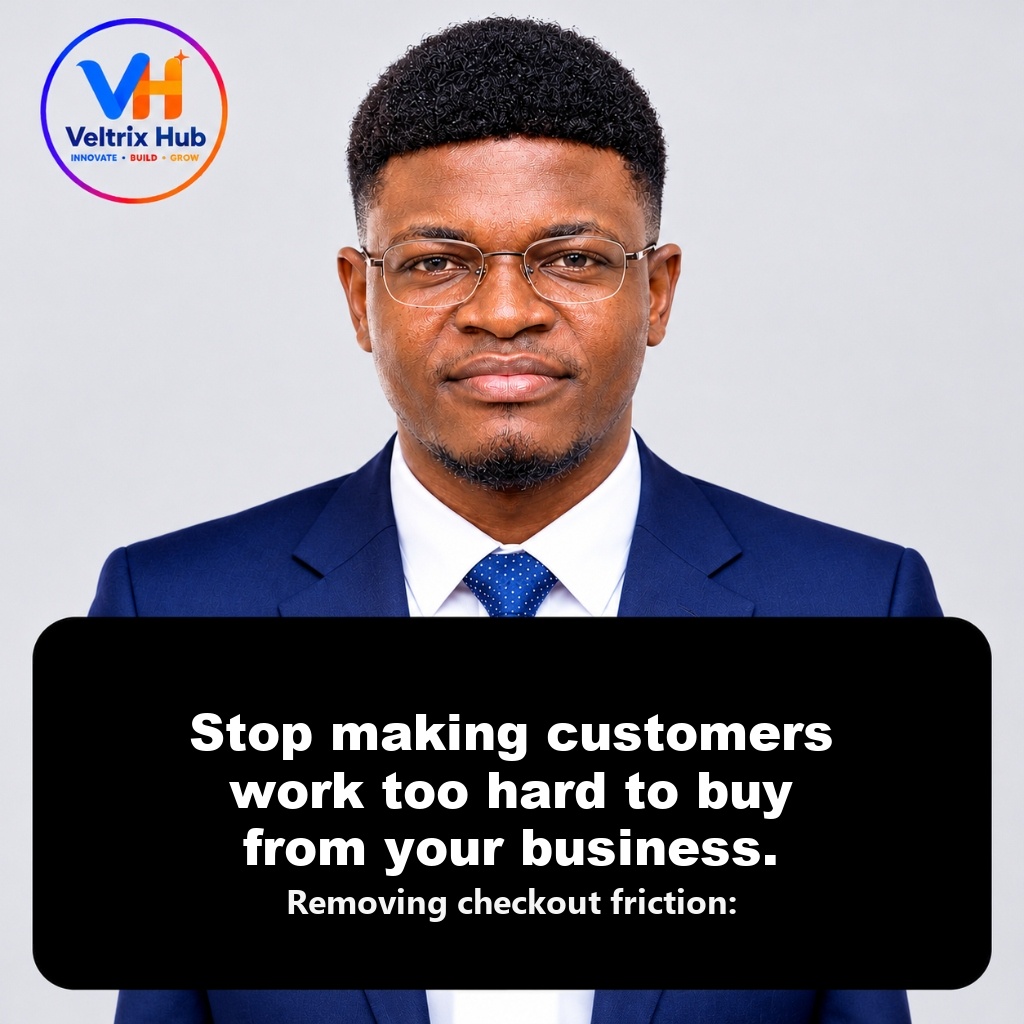 VH
Veltrix Hub
INNOVATE • BUILD • GROW
Stop making customers
work too hard to buy
from your business.
Removing checkout friction: